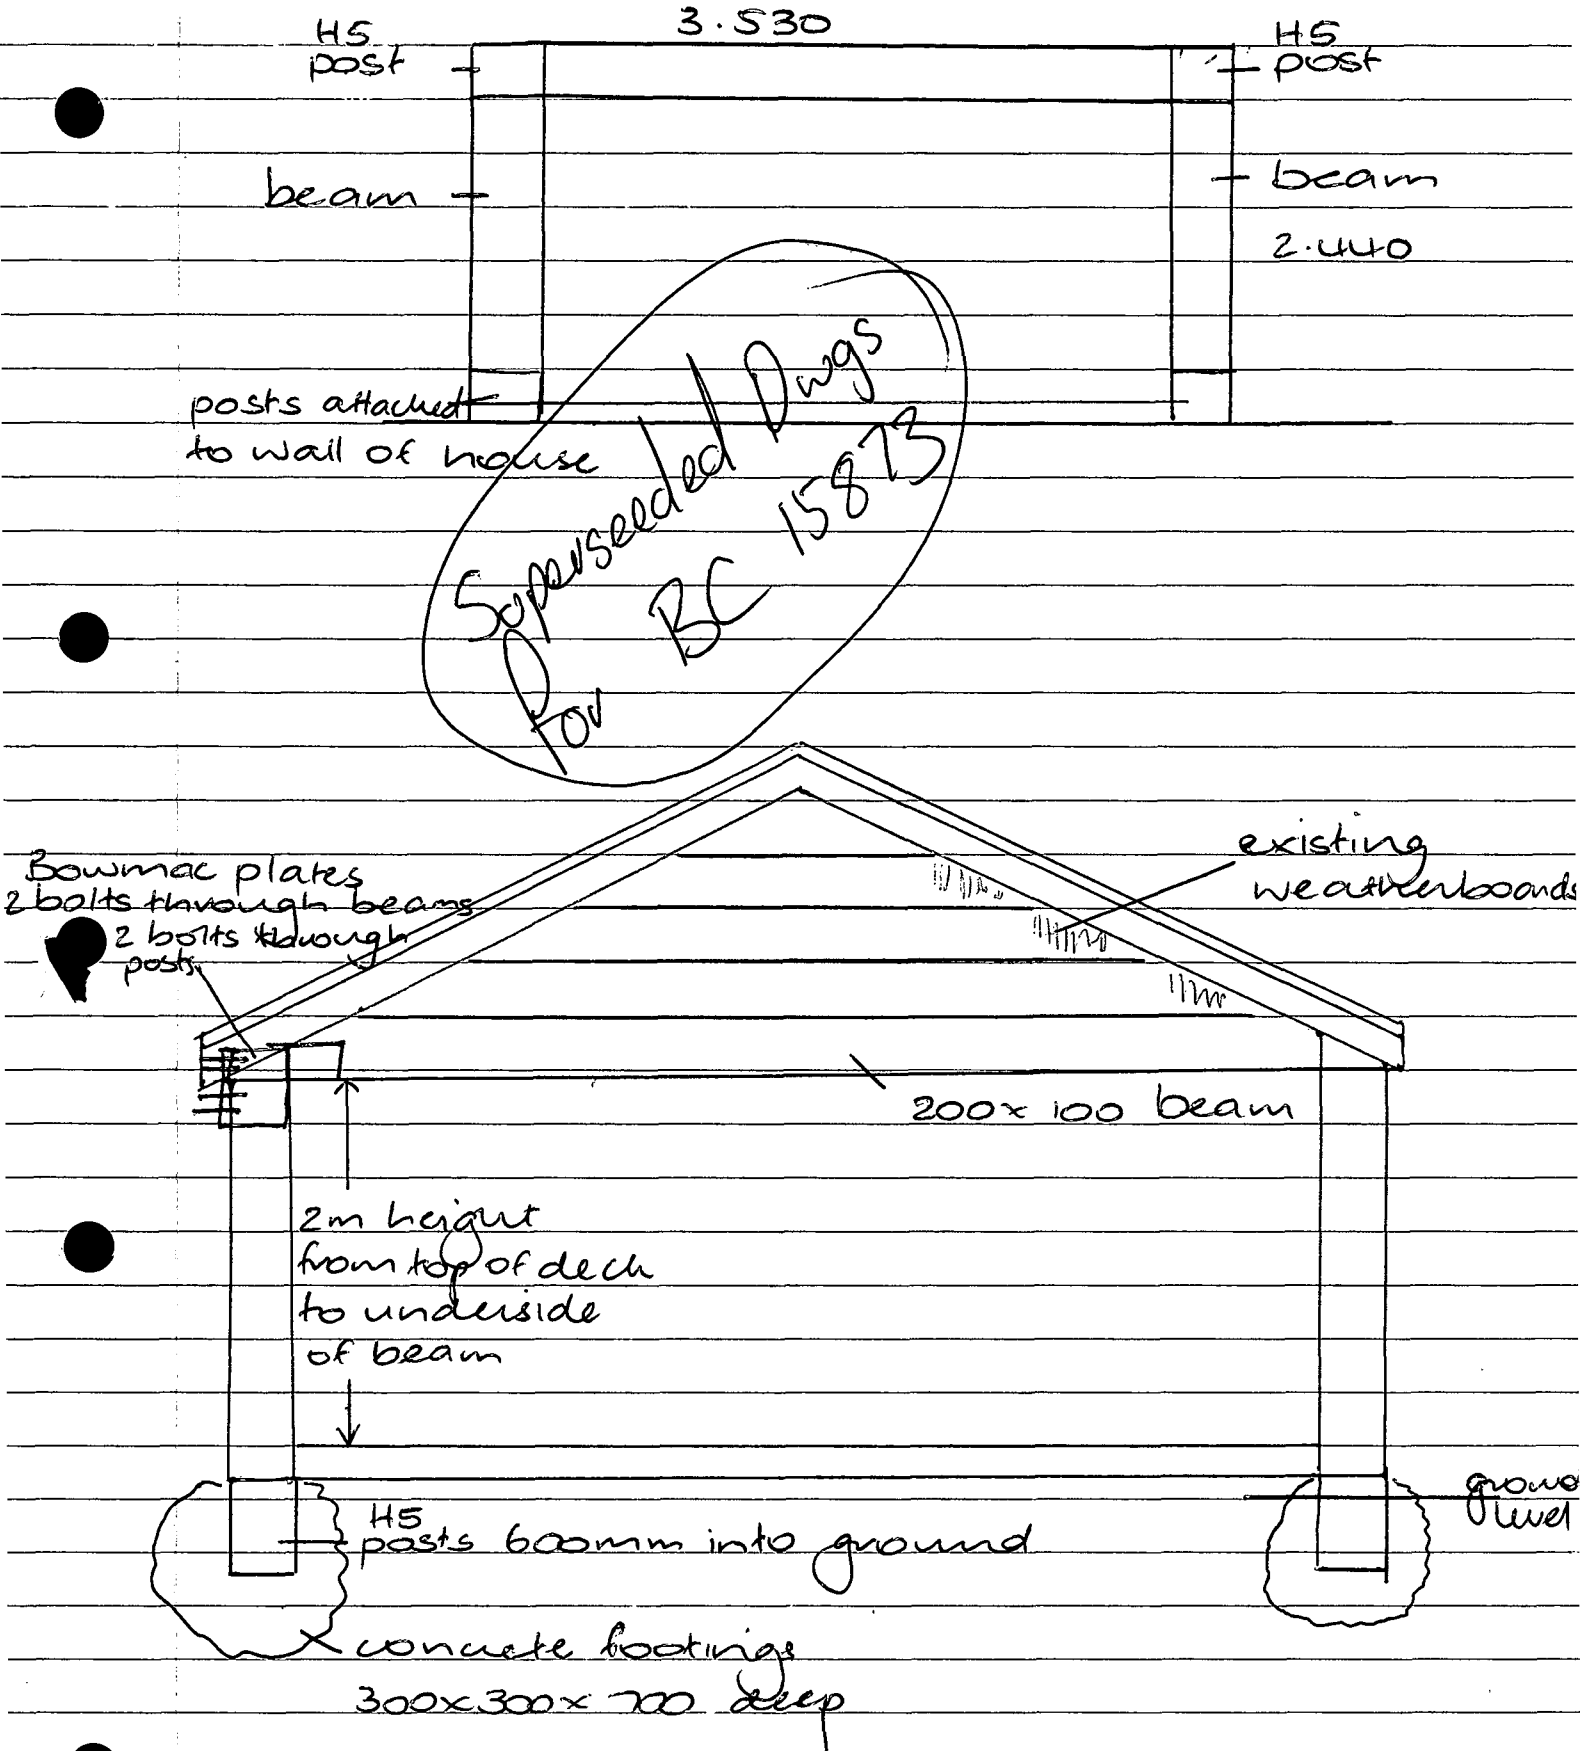 3.530
H5
post
H5
post
beam
beam
2.440
posts attached
to wall of house
Soperseeded Dwgs
For BC 15873
Bowmac plates
2 bolts through beams
2 bolts through
posts
existing
weatherboards
200x 100 beam
2m height
from top of deck
to underside
of beam
ground
level
H5
posts 600mm into ground
concrete footings
300x300x 700 deep